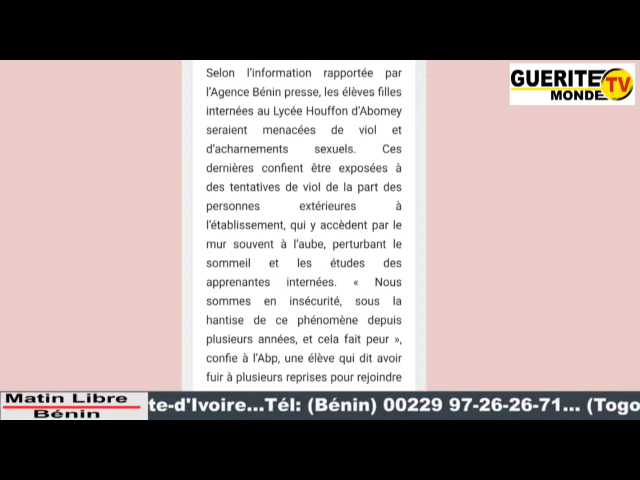 Selon l'information rapportée par
l'Agence Bénin presse, les élèves filles
internées au Lycée Houffon d'Abomey
seraient menacées de viol et
d'acharnements sexuels. Ces
dernières confient être exposées à
des tentatives de viol de la part des
personnes extérieures à
l'établissement, qui y accèdent par le
mur souvent à l'aube, perturbant le
sommeil et les études des
apprenantes internées. « Nous
sommes en insécurité, sous la
hantise de ce phénomène depuis
plusieurs années, et cela fait peur »,
confie à l'Abp, une élève qui dit avoir
fuir à plusieurs reprises pour rejoindre
GUERITE TV
MONDE
Matin Libre
Bénin
te-d'Ivoire...Tél: (Bénin) 00229 97-26-26-71... (Togo